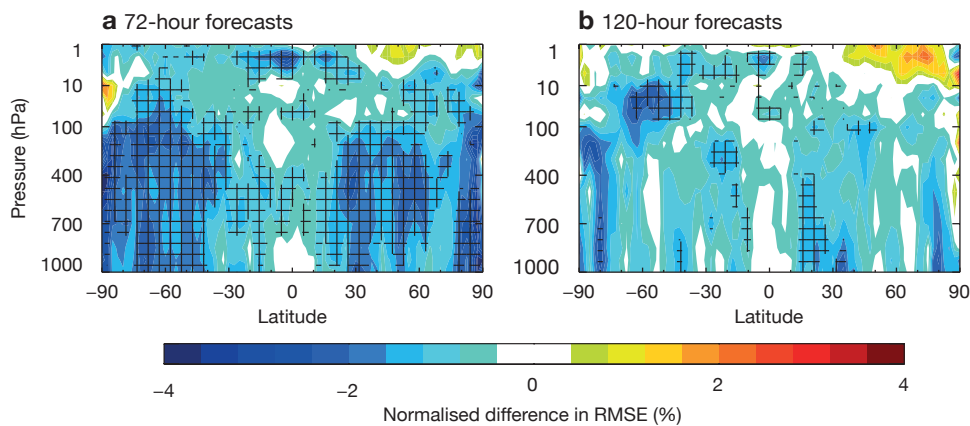 a 72-hour forecasts
b 120-hour forecasts
Pressure (hPa)
1
10
100
400
700
1000
−90 −60 −30 0 30 60 90
Latitude
1
10
100
400
700
1000
−90 −60 −30 0 30 60 90
Latitude
−4 −2 0 2 4
Normalised difference in RMSE (%)